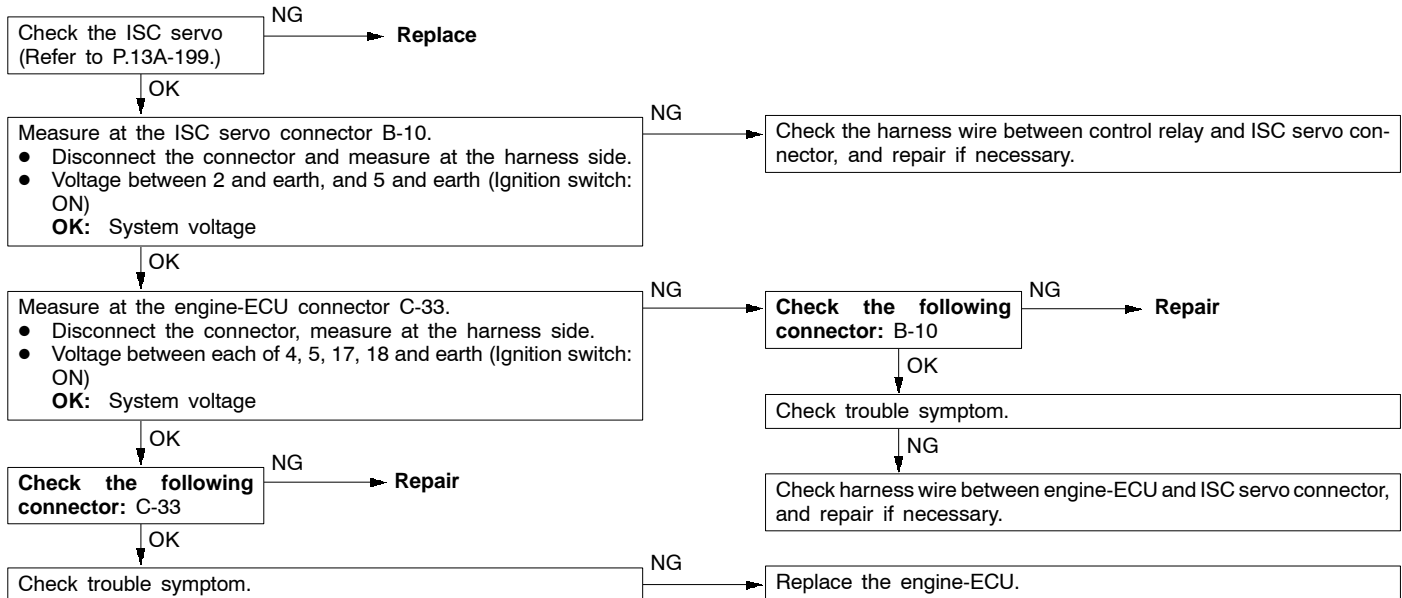 Check the ISC servo
(Refer to P.13A-199.)
NG
Replace
OK
Measure at the ISC servo connector B-10.
● Disconnect the connector and measure at the harness side.
● Voltage between 2 and earth, and 5 and earth (Ignition switch:
ON)
OK: System voltage
NG
Check the harness wire between control relay and ISC servo con-
nector, and repair if necessary.
OK
Measure at the engine-ECU connector C-33.
● Disconnect the connector, measure at the harness side.
● Voltage between each of 4, 5, 17, 18 and earth (Ignition switch:
ON)
OK: System voltage
NG
Check the following
connector: B-10
NG
Repair
OK
Check trouble symptom.
NG
Check harness wire between engine-ECU and ISC servo connector,
and repair if necessary.
OK
Check the following
connector: C-33
NG
Repair
OK
Check trouble symptom.
NG
Replace the engine-ECU.